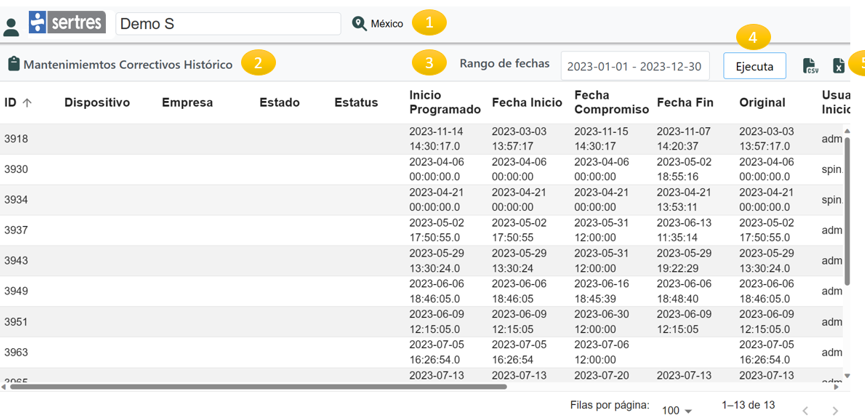 sertres Demo S México 1
4
Mantenimiemtos Correctivos Histórico 2 3 Rango de fechas 2023-01-01 - 2023-12-30 Ejecuta CSV X 5
ID ↑ Dispositivo Empresa Estado Estatus Inicio Programado Fecha Inicio Fecha Compromiso Fecha Fin Original Usua Inicio
3918 2023-11-14 14:30:17.0 2023-03-03 13:57:17 2023-11-15 14:30:17 2023-11-07 14:20:37 2023-03-03 13:57:17.0 adm
3930 2023-04-06 00:00:00.0 2023-04-06 00:00:00 2023-04-06 00:00:00 2023-05-02 18:55:16 2023-04-06 00:00:00.0 spin.
3934 2023-04-21 00:00:00.0 2023-04-21 00:00:00 2023-04-21 00:00:00 2023-04-21 13:53:11 2023-04-21 00:00:00.0 spin.
3937 2023-05-02 17:50:55.0 2023-05-02 17:50:55 2023-05-31 12:00:00 2023-06-13 11:35:14 2023-05-02 17:50:55.0 adm
3943 2023-05-29 13:30:24.0 2023-05-29 13:30:24 2023-05-31 12:00:00 2023-05-29 19:22:29 2023-05-29 13:30:24.0 adm
3949 2023-06-06 18:46:05.0 2023-06-06 18:46:05 2023-06-16 18:45:39 2023-06-06 18:48:40 2023-06-06 18:46:05.0 adm
3951 2023-06-09 12:15:05.0 2023-06-09 12:15:05 2023-06-30 12:00:00 2023-06-09 12:15:05 2023-06-09 12:15:05.0 adm
3963 2023-07-05 16:26:54.0 2023-07-05 16:26:54 2023-07-06 12:00:00 2023-07-05 16:26:54.0 adm
3965 2023-07-13 2023-07-13 2023-07-20 2023-07-13 2023-07-13 adm
Filas por página: 100 1–13 de 13